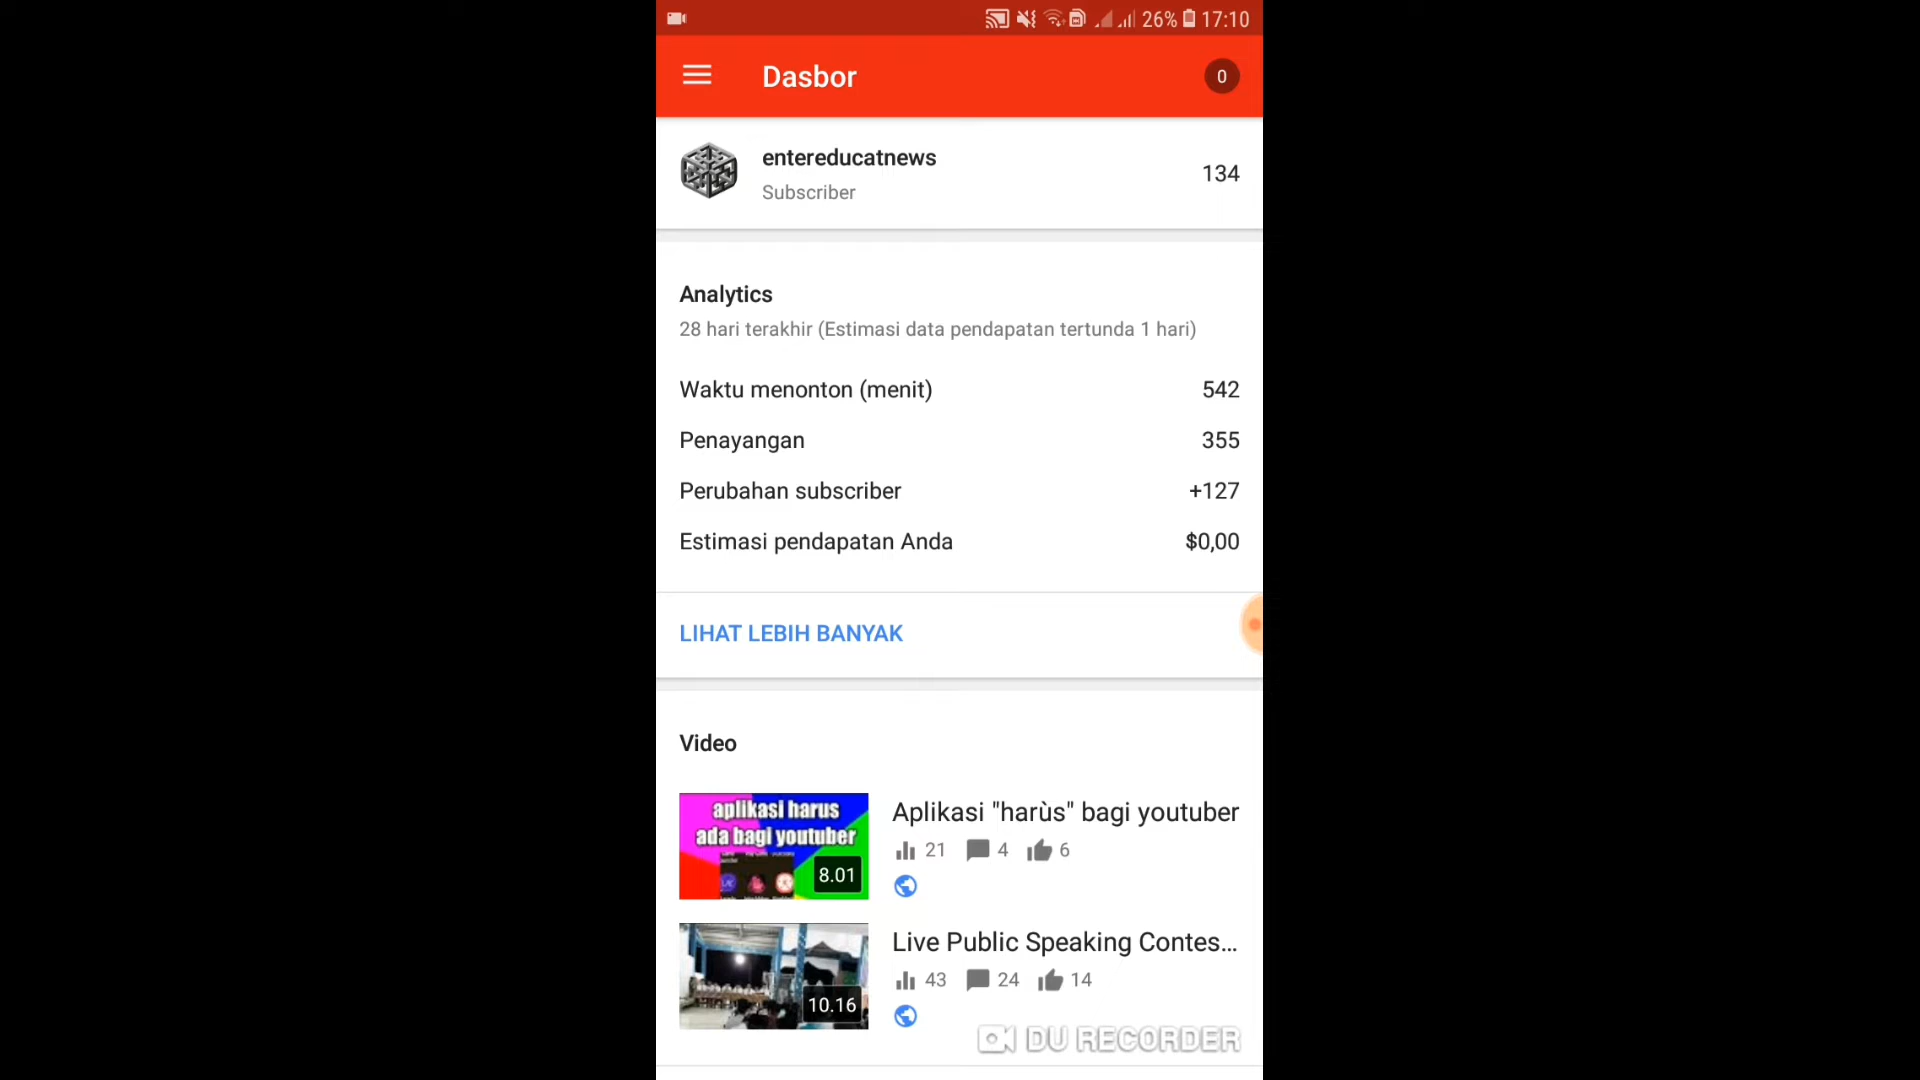 26% 17:10
Dasbor
0
entereducatnews
134
Subscriber
Analytics
28 hari terakhir (Estimasi data pendapatan tertunda 1 hari)
Waktu menonton (menit) 542
Penayangan 355
Perubahan subscriber +127
Estimasi pendapatan Anda $0,00
LIHAT LEBIH BANYAK
Video
aplikasi harus
ada bagi youtuber
8.01
Aplikasi "harùs" bagi youtuber
21 4 6
10.16
Live Public Speaking Contes...
43 24 14
DU RECORDER